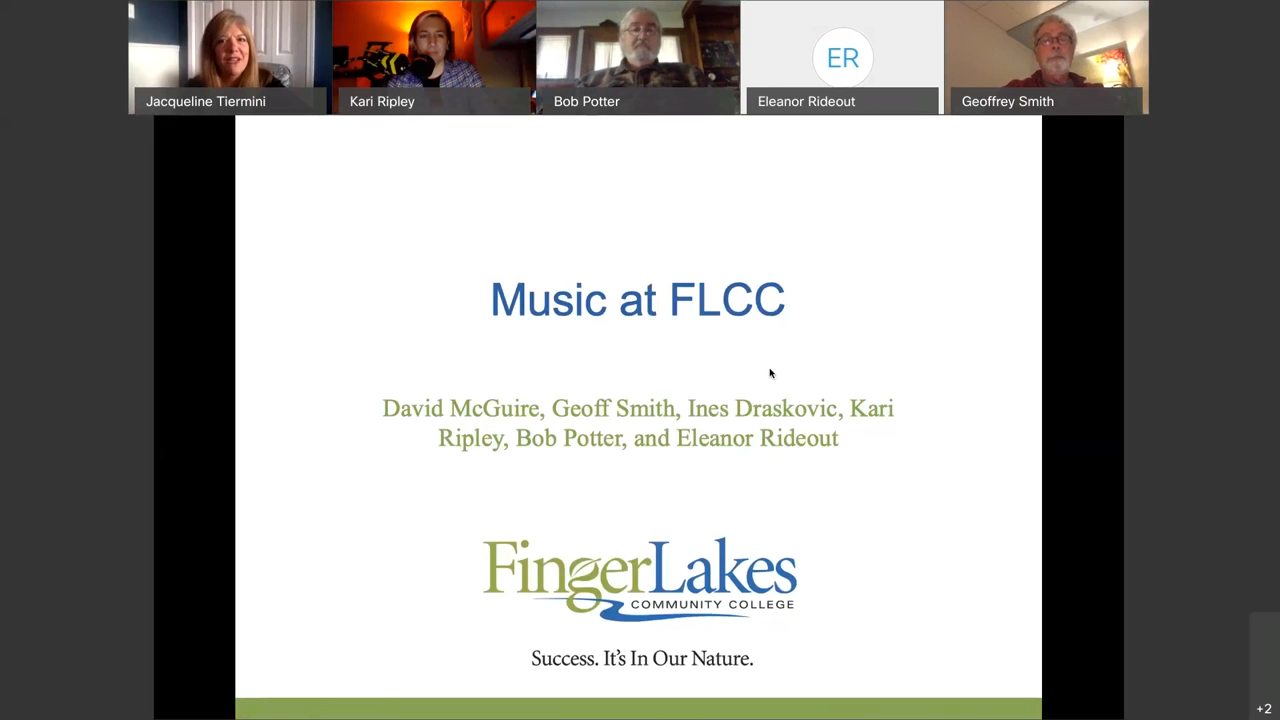 Jacqueline Tiermini
Kari Ripley
Bob Potter
ER
Eleanor Rideout
Geoffrey Smith
Music at FLCC
David McGuire, Geoff Smith, Ines Draskovic, Kari
Ripley, Bob Potter, and Eleanor Rideout
FingerLakes
COMMUNITY COLLEGE
Success. It's In Our Nature.
+2